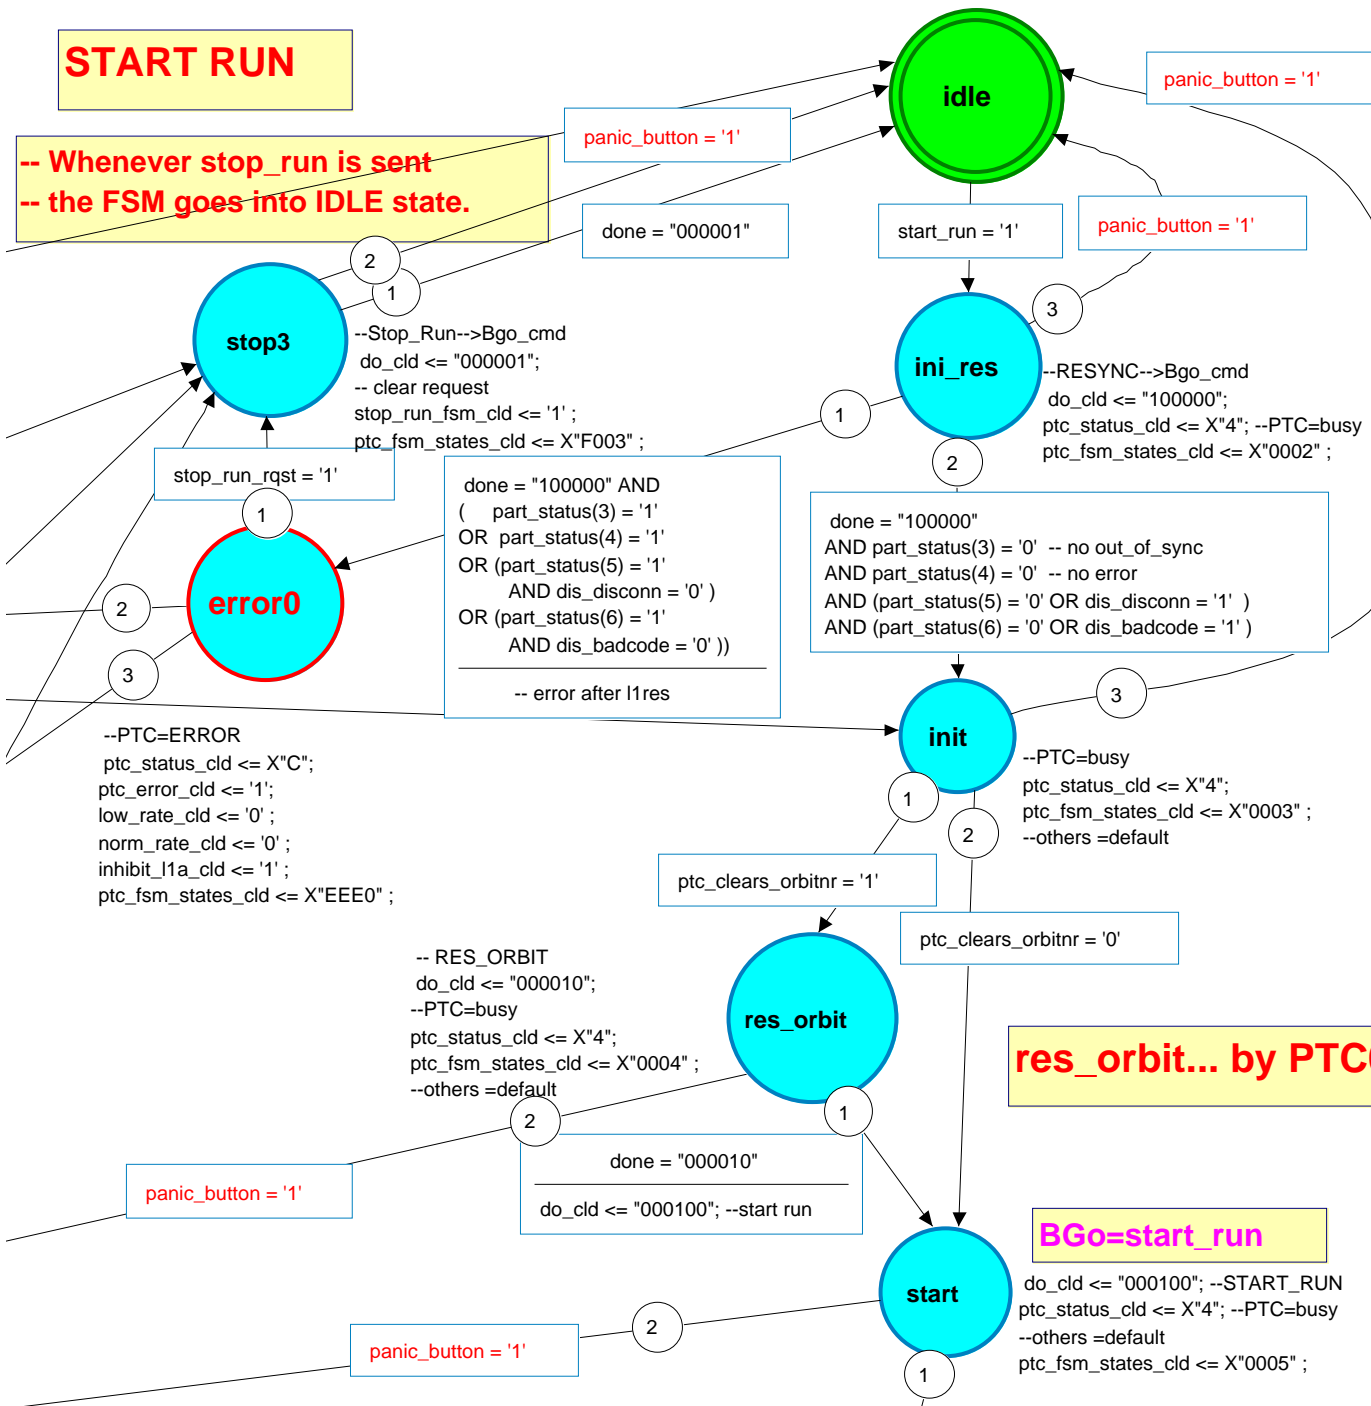 START RUN
idle
panic_button = '1'
panic_button = '1'
-- Whenever stop_run is sent
-- the FSM goes into IDLE state.
done = "000001"
start_run = '1'
panic_button = '1'
2
1
3
stop3
--Stop_Run-->Bgo_cmd
do_cld <= "000001";
-- clear request
stop_run_fsm_cld <= '1' ;
ptc_fsm_states_cld <= X"F003" ;
ini_res
--RESYNC-->Bgo_cmd
do_cld <= "100000";
ptc_status_cld <= X"4"; --PTC=busy
ptc_fsm_states_cld <= X"0002" ;
1
2
stop_run_rqst = '1'
1
done = "100000" AND
( part_status(3) = '1'
OR part_status(4) = '1'
OR (part_status(5) = '1'
AND dis_disconn = '0' )
OR (part_status(6) = '1'
AND dis_badcode = '0' ))
-- error after l1res
done = "100000"
AND part_status(3) = '0' -- no out_of_sync
AND part_status(4) = '0' -- no error
AND (part_status(5) = '0' OR dis_disconn = '1' )
AND (part_status(6) = '0' OR dis_badcode = '1' )
error0
2
3
3
--PTC=ERROR
ptc_status_cld <= X"C";
ptc_error_cld <= '1';
low_rate_cld <= '0' ;
norm_rate_cld <= '0' ;
inhibit_l1a_cld <= '1' ;
ptc_fsm_states_cld <= X"EEE0" ;
init
--PTC=busy
ptc_status_cld <= X"4";
ptc_fsm_states_cld <= X"0003" ;
--others =default
1
2
ptc_clears_orbitnr = '1'
ptc_clears_orbitnr = '0'
-- RES_ORBIT
do_cld <= "000010";
--PTC=busy
ptc_status_cld <= X"4";
ptc_fsm_states_cld <= X"0004" ;
--others =default
res_orbit
res_orbit... by PTC
2
1
done = "000010"
do_cld <= "000100"; --start run
panic_button = '1'
BGo=start_run
start
do_cld <= "000100"; --START_RUN
ptc_status_cld <= X"4"; --PTC=busy
--others =default
ptc_fsm_states_cld <= X"0005" ;
2
panic_button = '1'
1